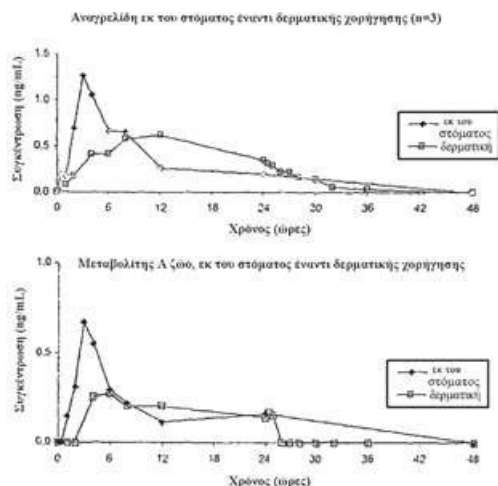 Αναγρελίδη εκ του στόματος έναντι δερματικής χορήγησης (n=3)
Συγκέντρωση (ng/mL)
1.5
1.0
0.5
0.0
0 6 12 18 24 30 36 42 48
Χρόνος (ώρες)
εκ του
στόματος
δερματική
Μεταβολίτης Α ζώο, εκ του στόματος έναντι δερματικής χορήγησης
Συγκέντρωση (ng/mL)
1.0
0.5
0.0
0 6 12 18 24 30 36 42 48
Χρόνος (ώρες)
εκ του
στόματος
δερματική